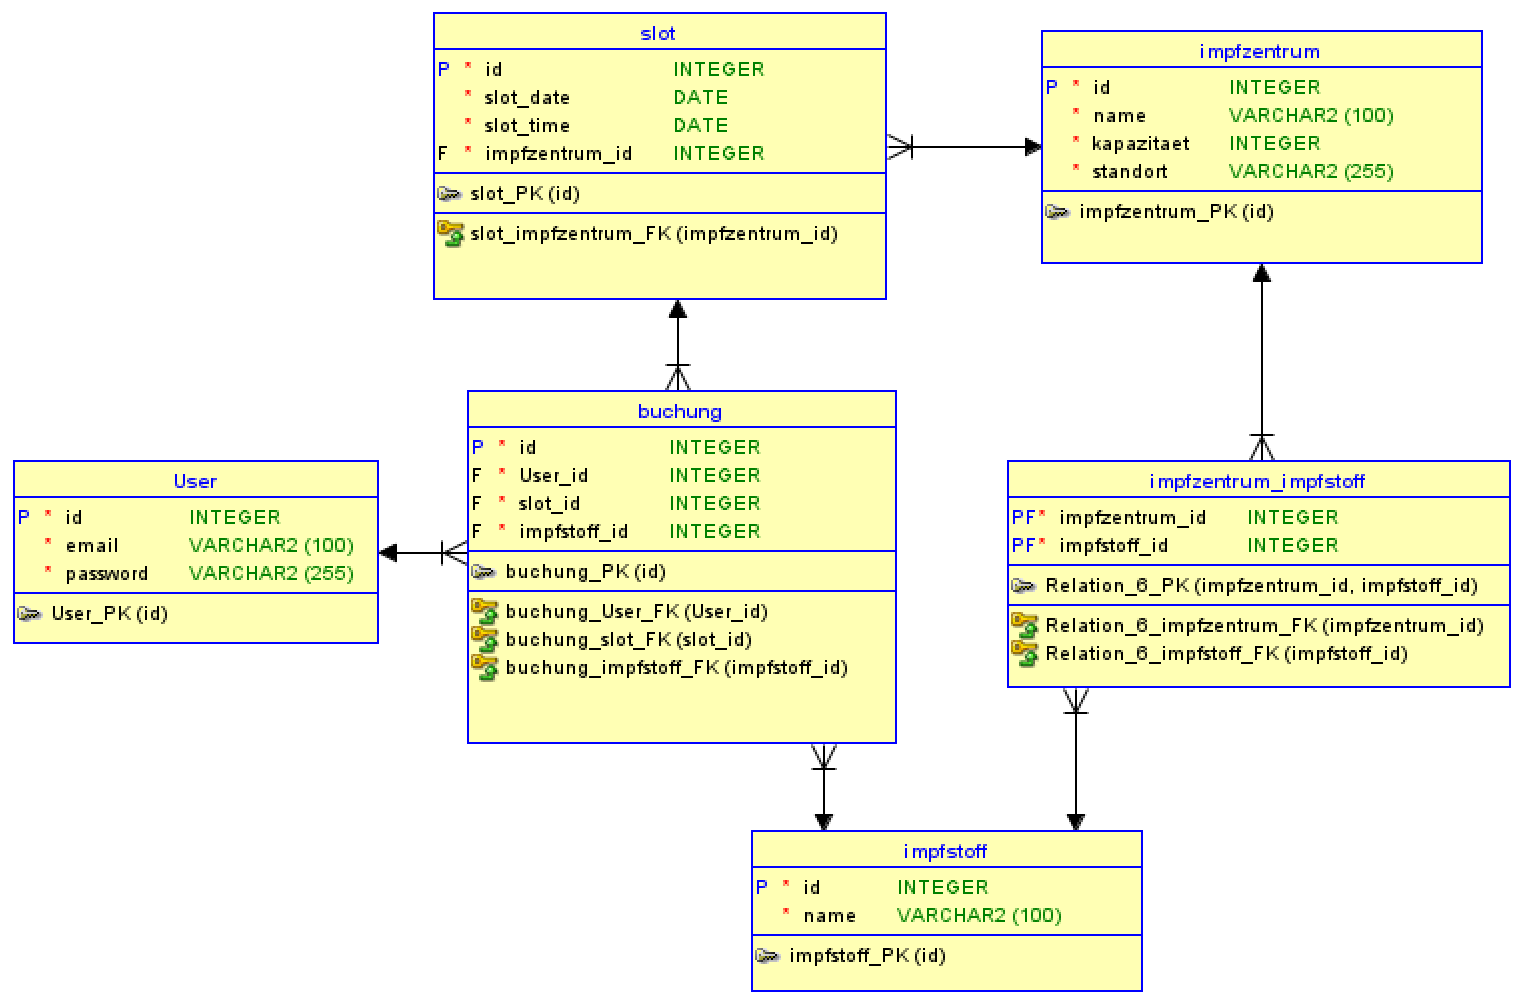 slot
P * id INTEGER
* slot_date DATE
* slot_time DATE
F * impfzentrum_id INTEGER
slot_PK (id)
slot_impfzentrum_FK (impfzentrum_id)
impfzentrum
P * id INTEGER
* name VARCHAR2 (100)
* kapazitaet INTEGER
* standort VARCHAR2 (255)
impfzentrum_PK (id)
buchung
P * id INTEGER
F * User_id INTEGER
F * slot_id INTEGER
F * impfstoff_id INTEGER
buchung_PK (id)
buchung_User_FK (User_id)
buchung_slot_FK (slot_id)
buchung_impfstoff_FK (impfstoff_id)
User
P * id INTEGER
* email VARCHAR2 (100)
* password VARCHAR2 (255)
User_PK (id)
impfzentrum_impfstoff
PF* impfzentrum_id INTEGER
PF* impfstoff_id INTEGER
Relation_6_PK (impfzentrum_id, impfstoff_id)
Relation_6_impfzentrum_FK (impfzentrum_id)
Relation_6_impfstoff_FK (impfstoff_id)
impfstoff
P * id INTEGER
* name VARCHAR2 (100)
impfstoff_PK (id)